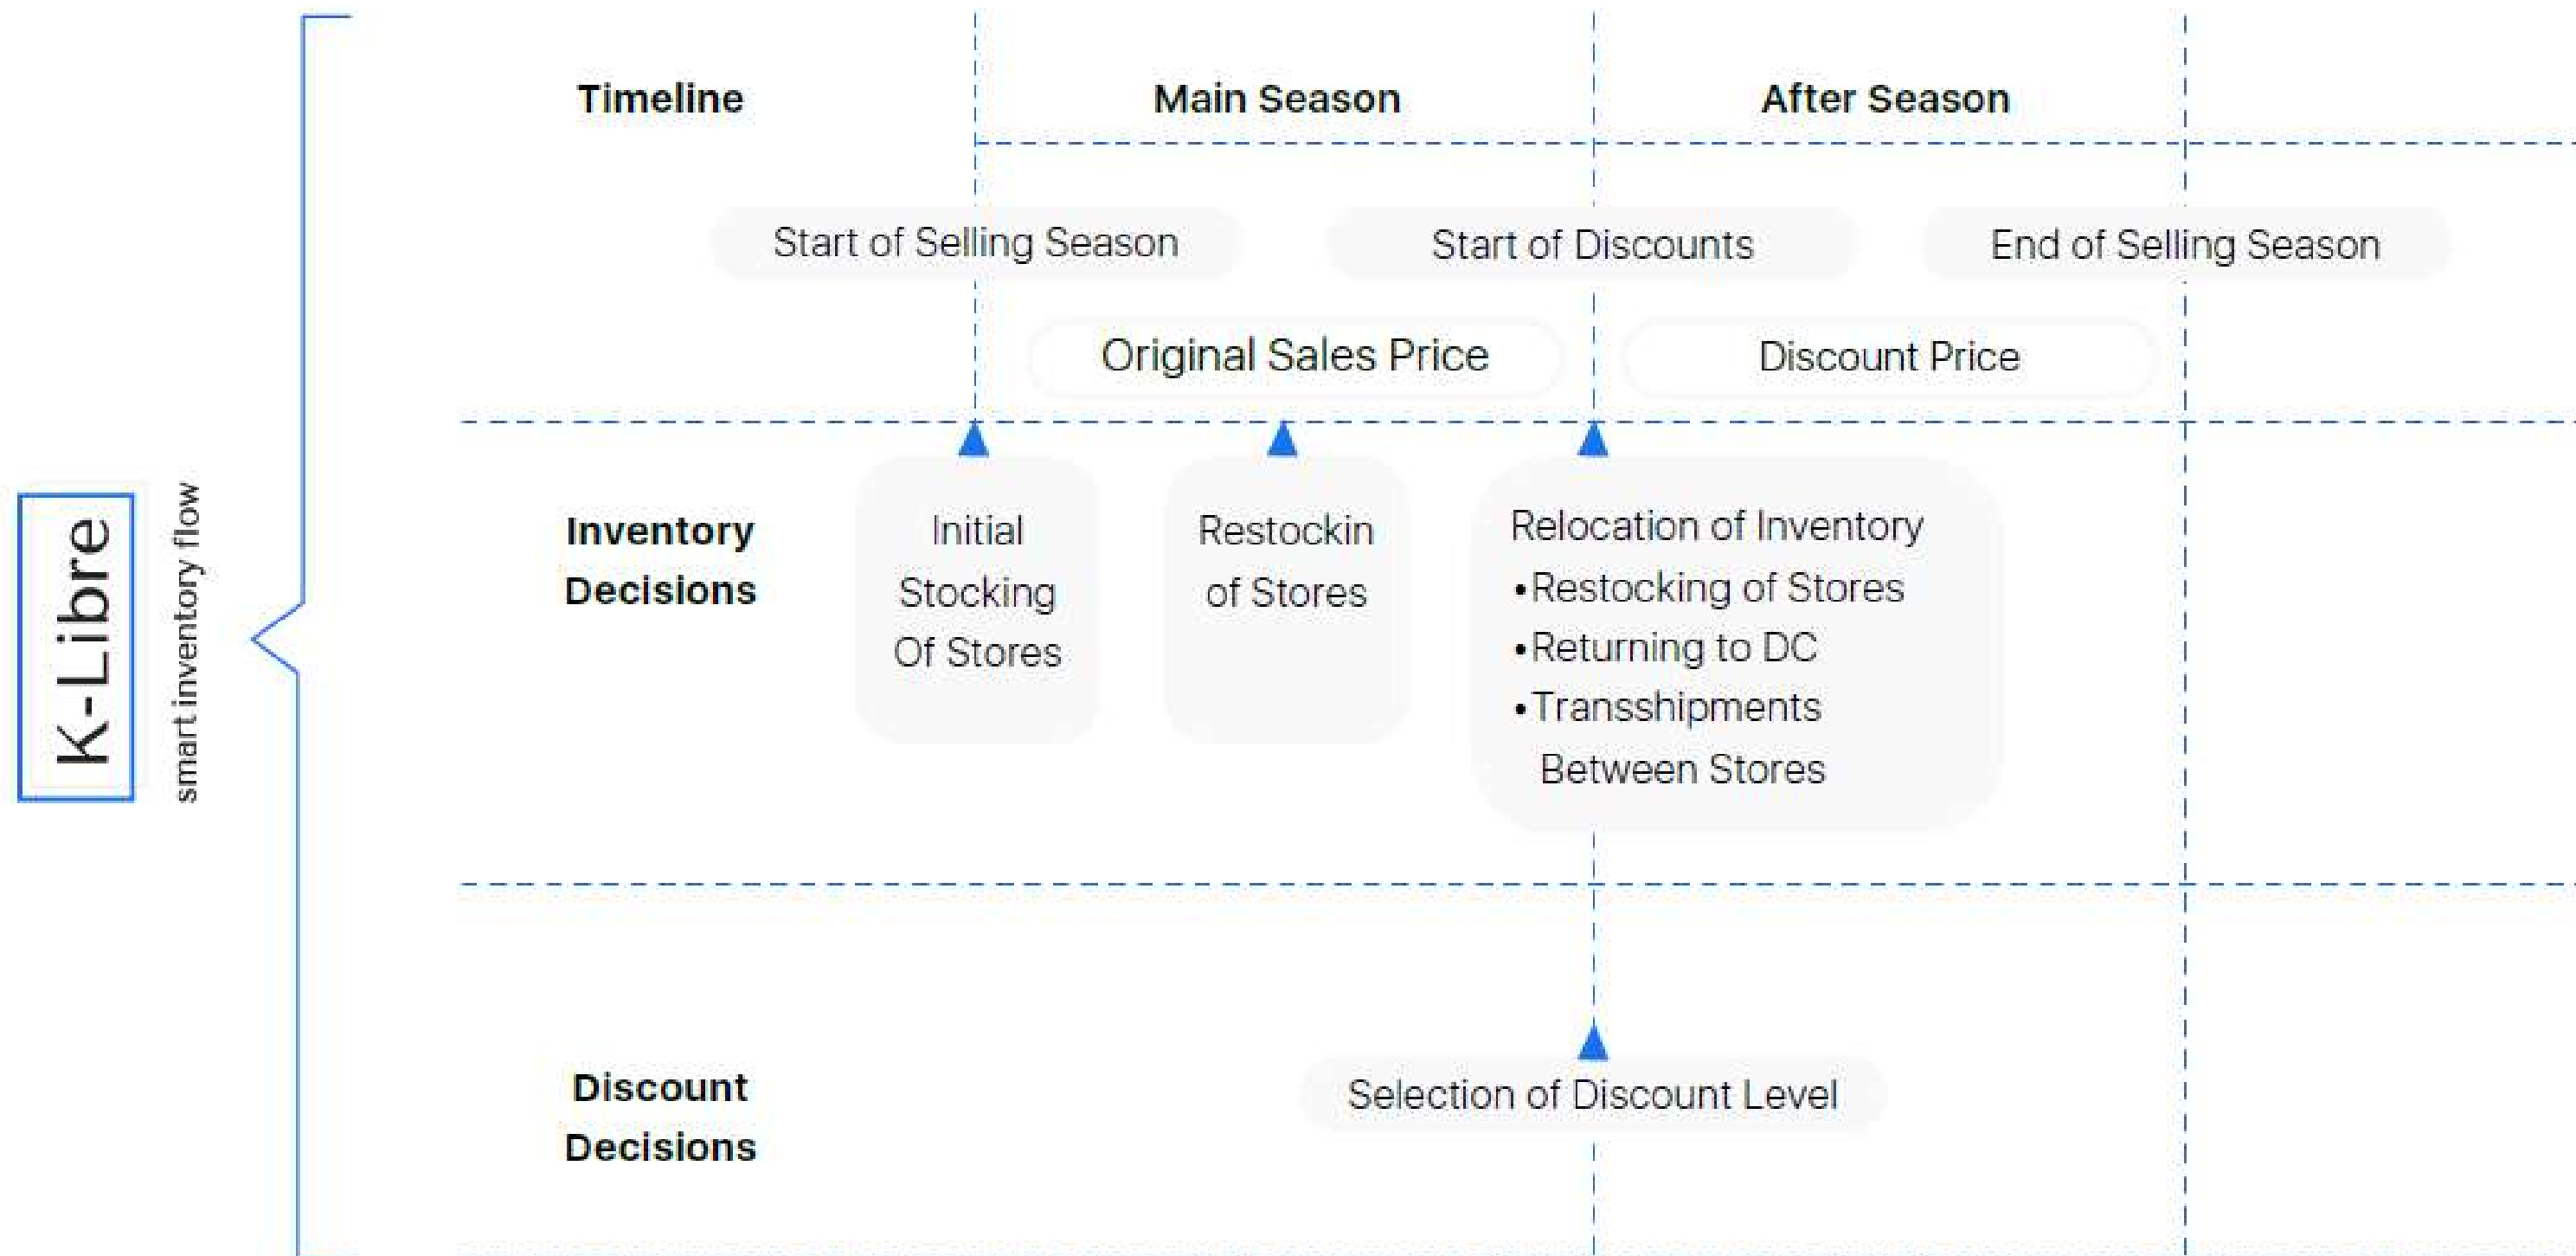 K-Libre
smart inventory flow
Timeline
Main Season
After Season
Start of Selling Season
Start of Discounts
End of Selling Season
Original Sales Price
Discount Price
Inventory
Decisions
Initial
Stocking
Of Stores
Restockin
of Stores
Relocation of Inventory
•Restocking of Stores
•Returning to DC
•Transshipments
Between Stores
Discount
Decisions
Selection of Discount Level